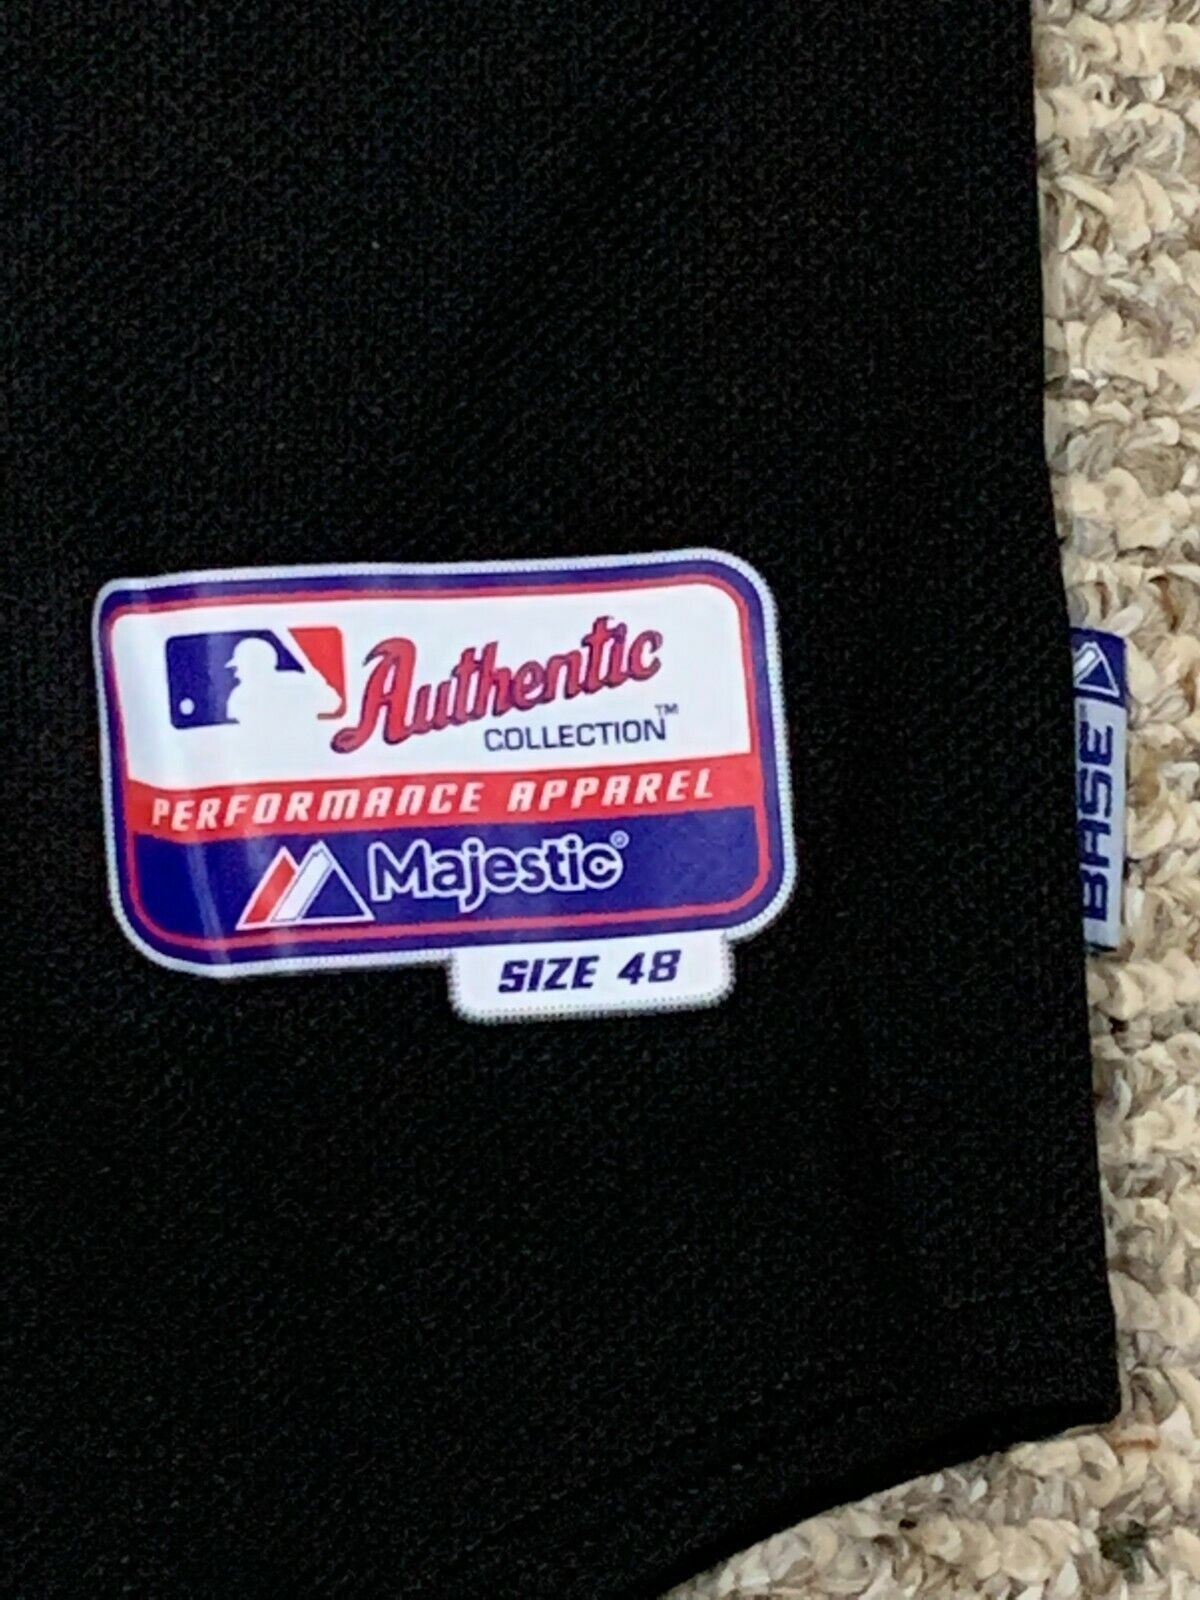 Authentic
COLLECTION™
PERFORMANCE APPAREL
Majestic®
SIZE 48
BASE